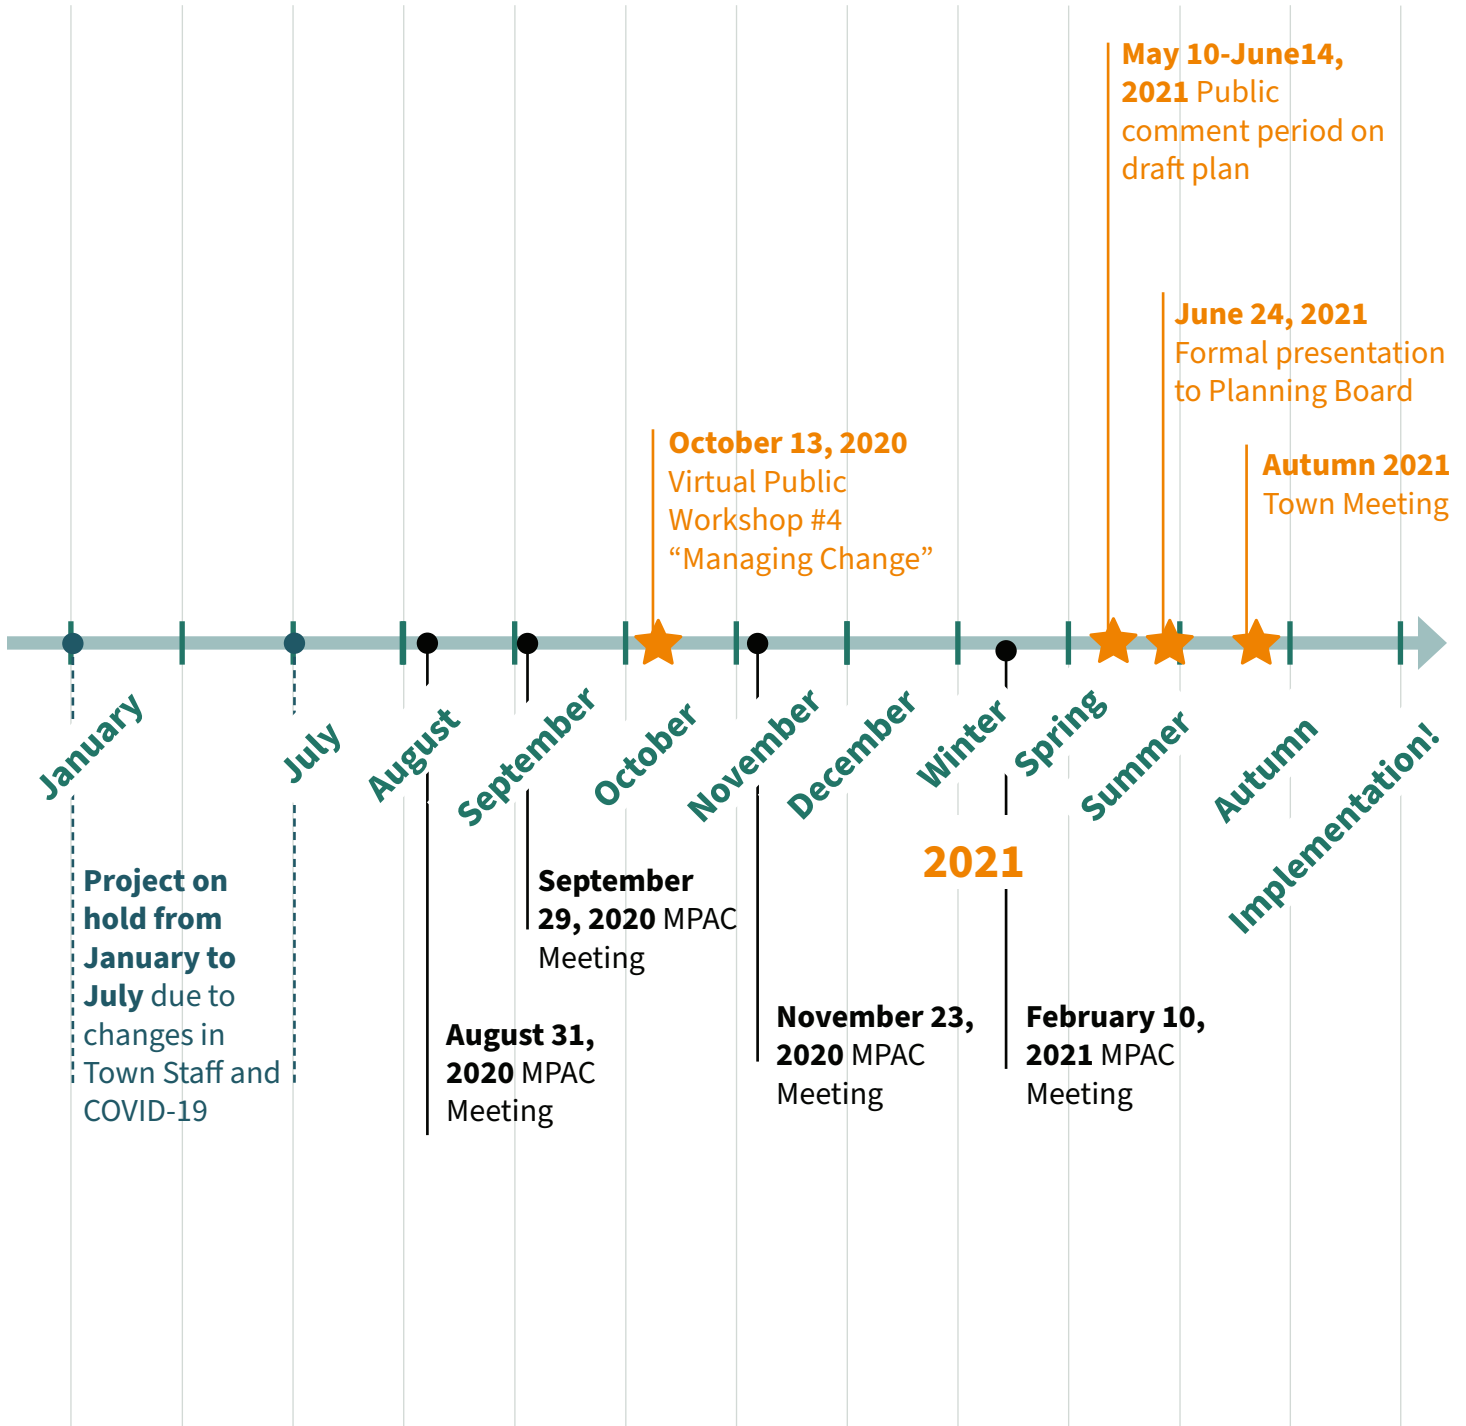 May 10-June14,
2021 Public
comment period on
draft plan
June 24, 2021
Formal presentation
to Planning Board
October 13, 2020
Virtual Public
Workshop #4
“Managing Change”
Autumn 2021
Town Meeting
January
July
August
September
October
November
December
Winter
Spring
Summer
Autumn
Implementation!
2021
Project on
hold from
January to
July due to
changes in
Town Staff and
COVID-19
August 31,
2020 MPAC
Meeting
September
29, 2020 MPAC
Meeting
November 23,
2020 MPAC
Meeting
February 10,
2021 MPAC
Meeting